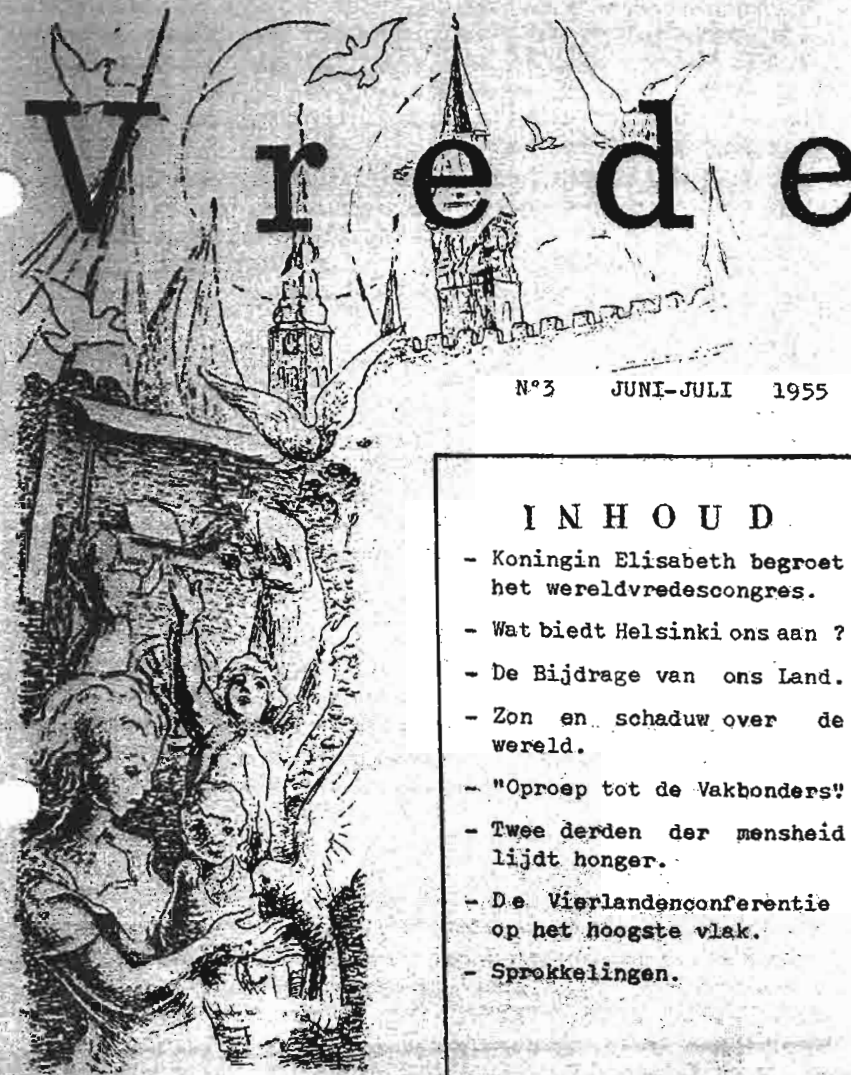 Vrede
N°3 JUNI-JULI 1955
INHOUD
- Koningin Elisabeth begroet
het wereldvredescongres.
- Wat biedt Helsinki ons aan ?
- De Bijdrage van ons Land.
- Zon en schaduw over de
wereld.
- "Oproep tot de Vakbonders"
- Twee derden der mensheid
lijdt honger.
- De Vierlandenconferentie
op het hoogste vlak.
- Sprokkelingen.